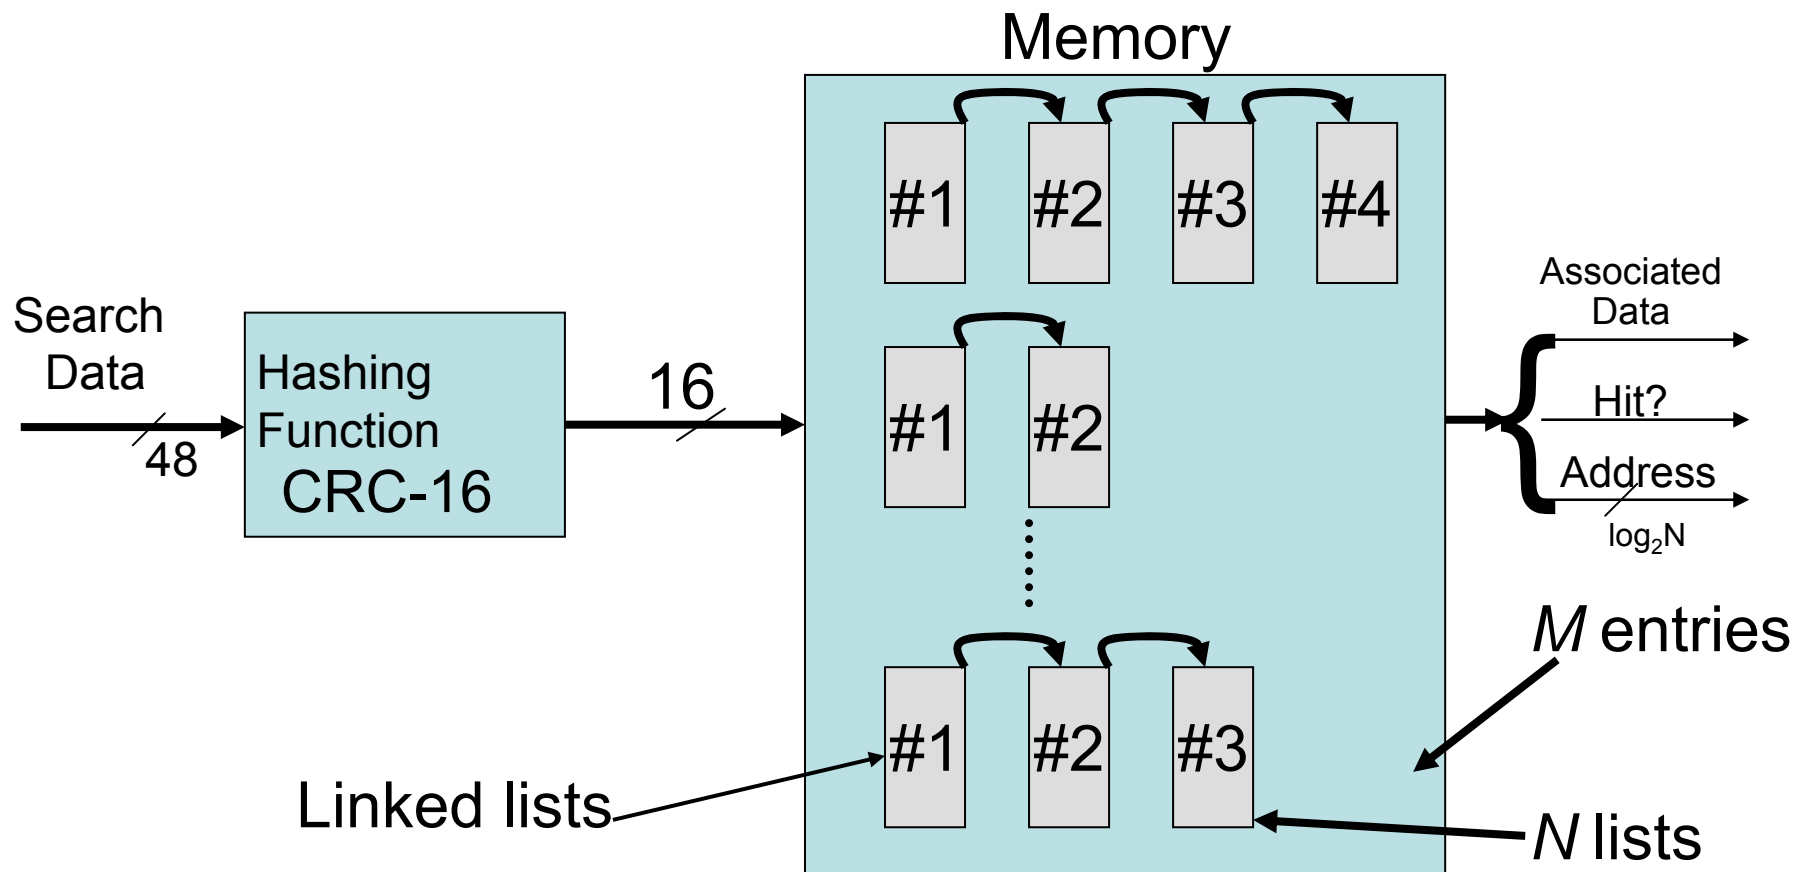 Memory
#1 #2 #3 #4
Search
Data
48
Hashing
Function
CRC-16
16
#1 #2
Associated
Data
Hit?
Address
log₂N
M entries
#1 #2 #3
Linked lists
N lists